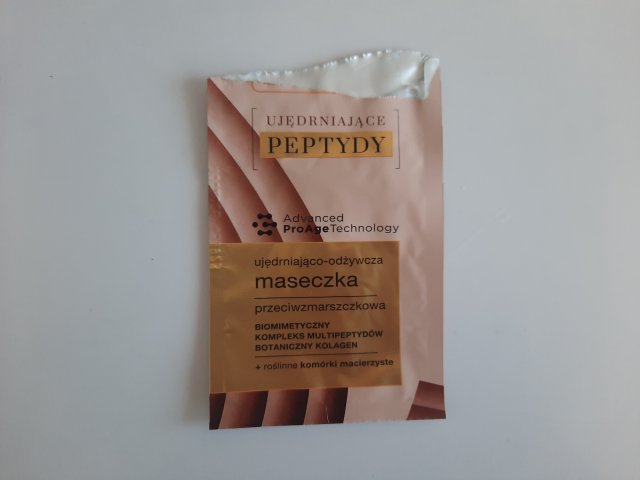 UJĘDRNIAJĄCE
PEPTYDY
Advanced
ProAgeTechnology
ujędrniająco-odżywcza
maseczka
przeciwzmarszczkowa
BIOMIMETYCZNY
KOMPLEKS MULTIPEPTYDÓW
BOTANICZNY KOLAGEN
+ roślinne komórki macierzyste